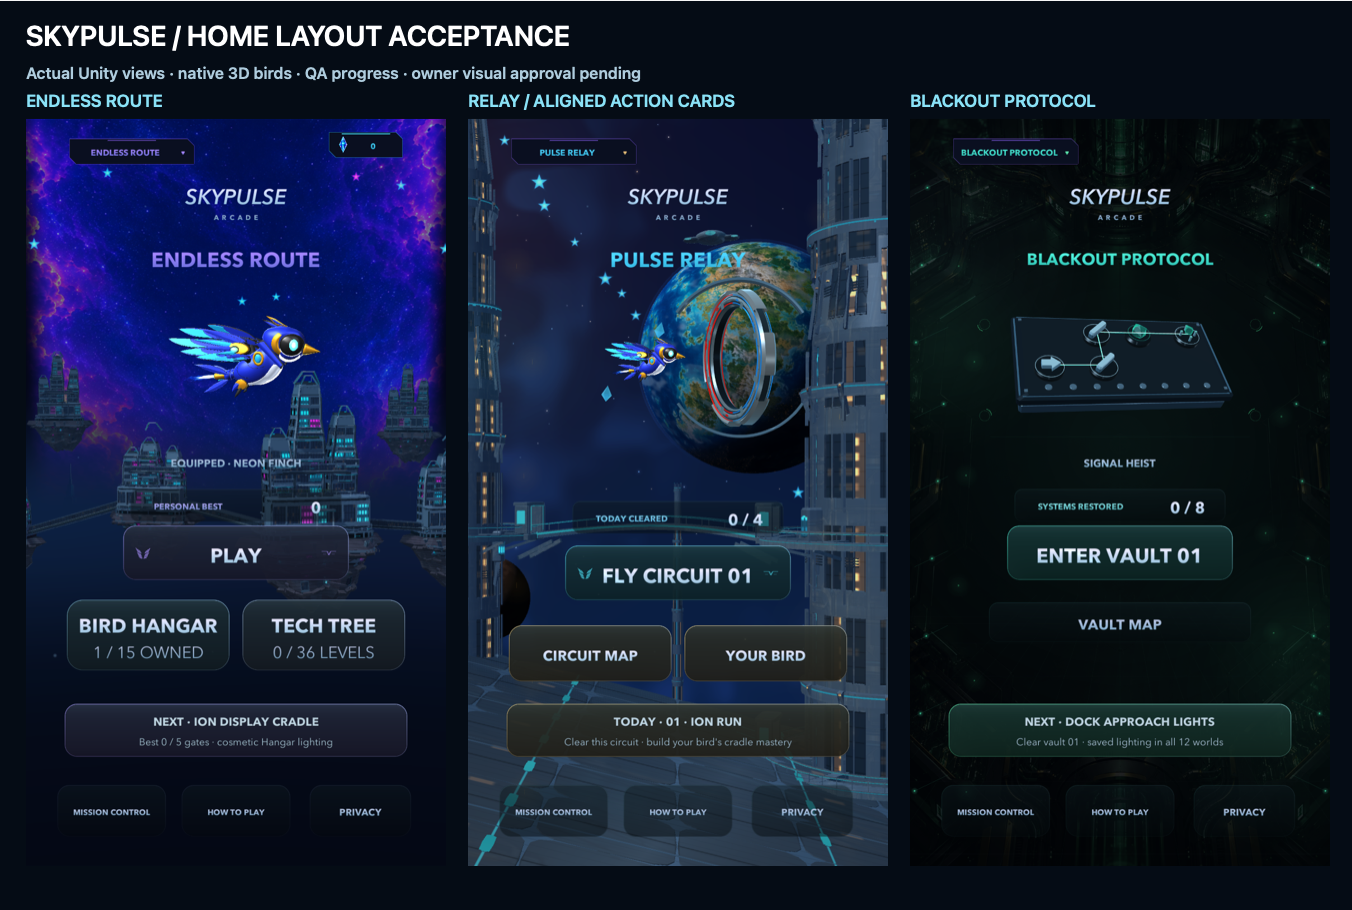 SKYPULSE / HOME LAYOUT ACCEPTANCE
Actual Unity views · native 3D birds · QA progress · owner visual approval pending
ENDLESS ROUTE
ENDLESS ROUTE
0
SKYPULSE
ARCADE
ENDLESS ROUTE
EQUIPPED · NEON FINCH
PERSONAL BEST 0
PLAY
BIRD HANGAR
1 / 15 OWNED
TECH TREE
0 / 36 LEVELS
NEXT · ION DISPLAY CRADLE
Best 0 / 5 gates · cosmetic Hangar lighting
MISSION CONTROL
HOW TO PLAY
PRIVACY
RELAY / ALIGNED ACTION CARDS
PULSE RELAY
SKYPULSE
ARCADE
PULSE RELAY
TODAY CLEARED 0 / 4
FLY CIRCUIT 01
CIRCUIT MAP
YOUR BIRD
TODAY · 01 · ION RUN
Clear this circuit · build your bird's cradle mastery
MISSION CONTROL
HOW TO PLAY
PRIVACY
BLACKOUT PROTOCOL
BLACKOUT PROTOCOL
SKYPULSE
ARCADE
BLACKOUT PROTOCOL
SIGNAL HEIST
SYSTEMS RESTORED 0 / 8
ENTER VAULT 01
VAULT MAP
NEXT · DOCK APPROACH LIGHTS
Clear vault 01 · saved lighting in all 12 worlds
MISSION CONTROL
HOW TO PLAY
PRIVACY